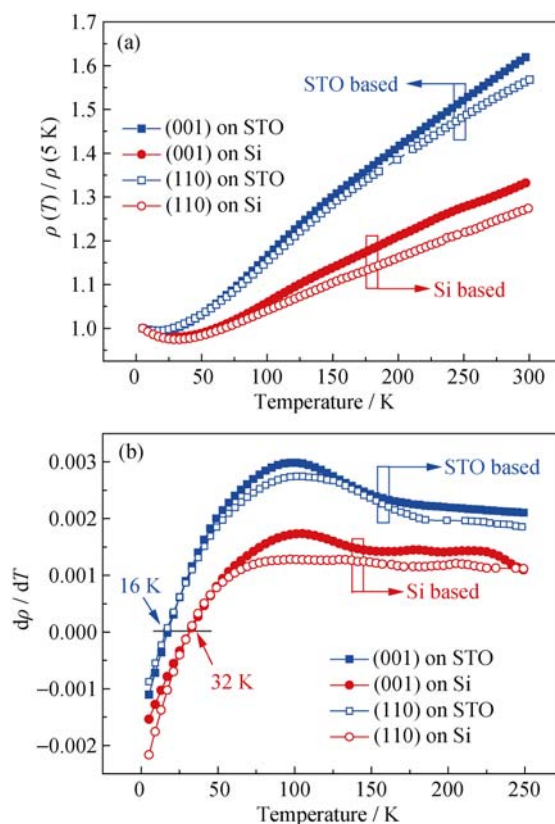 (a)
1.7
1.6
1.5
1.4
1.3
1.2
1.1
1.0
ρ (T) / ρ (5 K)
STO based
(001) on STO
(001) on Si
(110) on STO
(110) on Si
Si based
0 50 100 150 200 250 300
Temperature / K
(b)
0.003
0.002
0.001
0.000
−0.001
−0.002
dρ / dT
STO based
Si based
16 K
32 K
(001) on STO
(001) on Si
(110) on STO
(110) on Si
0 50 100 150 200 250
Temperature / K